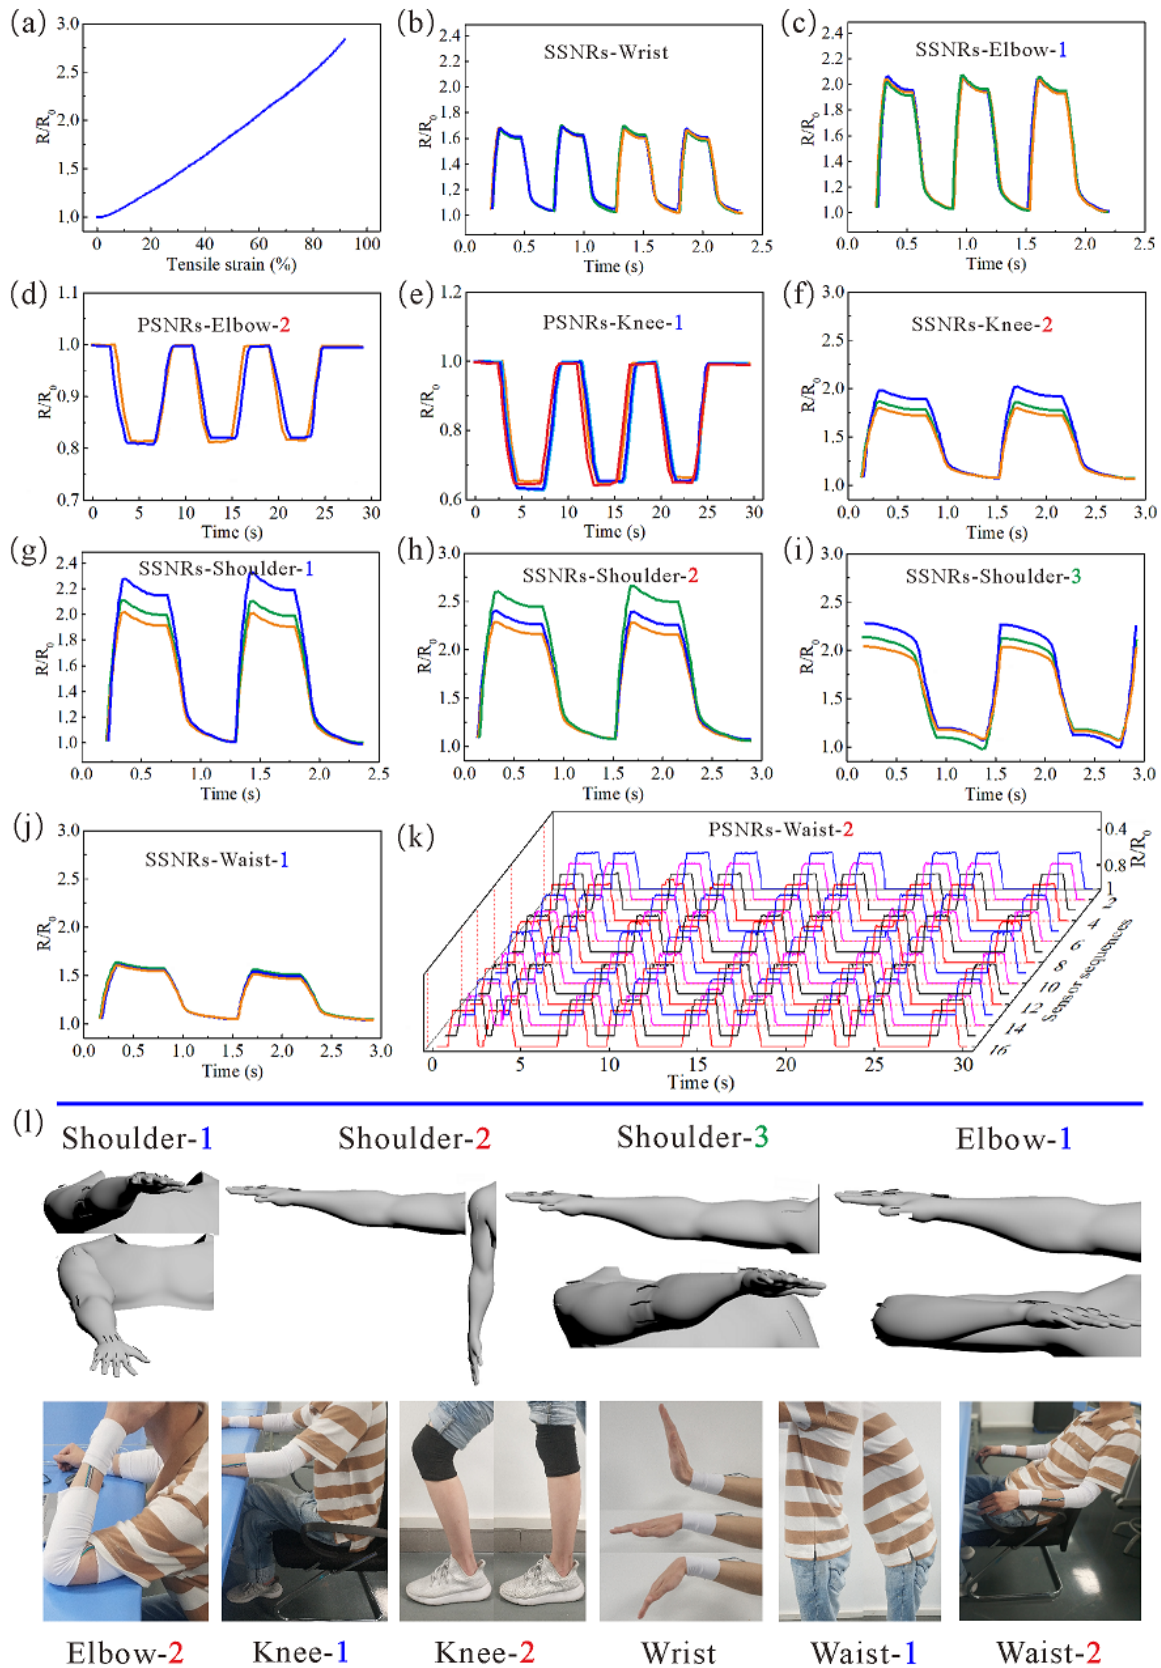 (a)
3.0
2.5
2.0
1.5
1.0
R/R0
0 20 40 60 80 100
Tensile strain (%)
(b)
SSNRs-Wrist
2.4
2.2
2.0
1.8
1.6
1.4
1.2
1.0
R/R0
0.0 0.5 1.0 1.5 2.0 2.5
Time (s)
(c)
SSNRs-Elbow-1
2.4
2.2
2.0
1.8
1.6
1.4
1.2
1.0
R/R0
0.0 0.5 1.0 1.5 2.0 2.5
Time (s)
(d)
PSNRs-Elbow-2
1.1
1.0
0.9
0.8
0.7
R/R0
0 5 10 15 20 25 30
Time (s)
(e)
PSNRs-Knee-1
1.2
1.0
0.8
0.6
R/R0
0 5 10 15 20 25 30
Time (s)
(f)
SSNRs-Knee-2
3.0
2.5
2.0
1.5
1.0
R/R0
0.0 0.5 1.0 1.5 2.0 2.5 3.0
Time (s)
(g)
SSNRs-Shoulder-1
2.4
2.2
2.0
1.8
1.6
1.4
1.2
1.0
R/R0
0.0 0.5 1.0 1.5 2.0 2.5
Time (s)
(h)
SSNRs-Shoulder-2
3.0
2.5
2.0
1.5
1.0
R/R0
0.0 0.5 1.0 1.5 2.0 2.5 3.0
Time (s)
(i)
SSNRs-Shoulder-3
3.0
2.5
2.0
1.5
1.0
R/R0
0.0 0.5 1.0 1.5 2.0 2.5 3.0
Time (s)
(j)
SSNRs-Waist-1
3.0
2.5
2.0
1.5
1.0
R/R0
0.0 0.5 1.0 1.5 2.0 2.5 3.0
Time (s)
(k)
PSNRs-Waist-2
0.4
0.8
1
R/R0
2
4
6
8
10
12
14
16
Sensor sequences
0 5 10 15 20 25 30
Time (s)
(l)
Shoulder-1 Shoulder-2 Shoulder-3 Elbow-1
Elbow-2 Knee-1 Knee-2 Wrist Waist-1 Waist-2